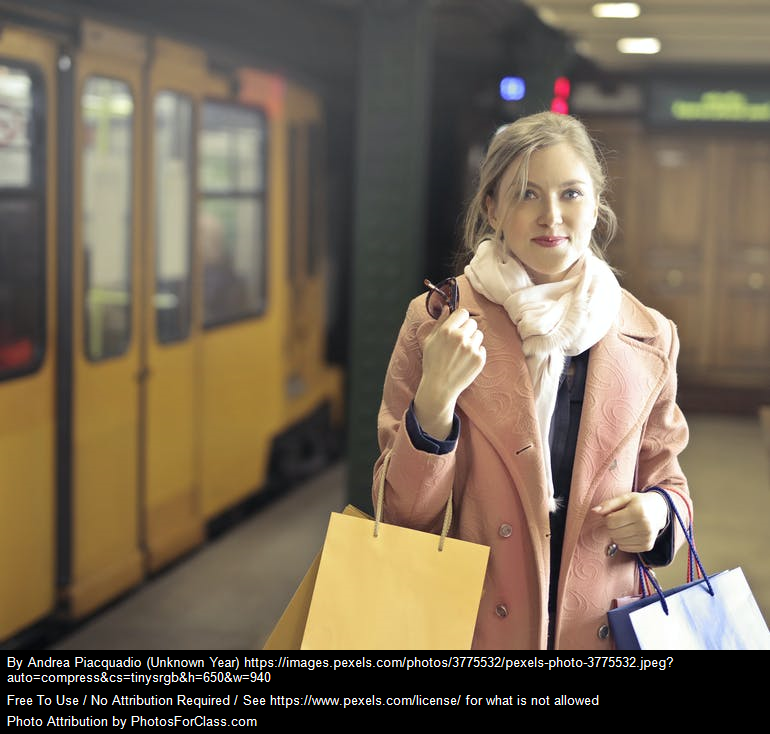 By Andrea Piacquadio (Unknown Year) https://images.pexels.com/photos/3775532/pexels-photo-3775532.jpeg?
auto=compress&cs=tinysrgb&h=650&w=940
Free To Use / No Attribution Required / See https://www.pexels.com/license/ for what is not allowed
Photo Attribution by PhotosForClass.com